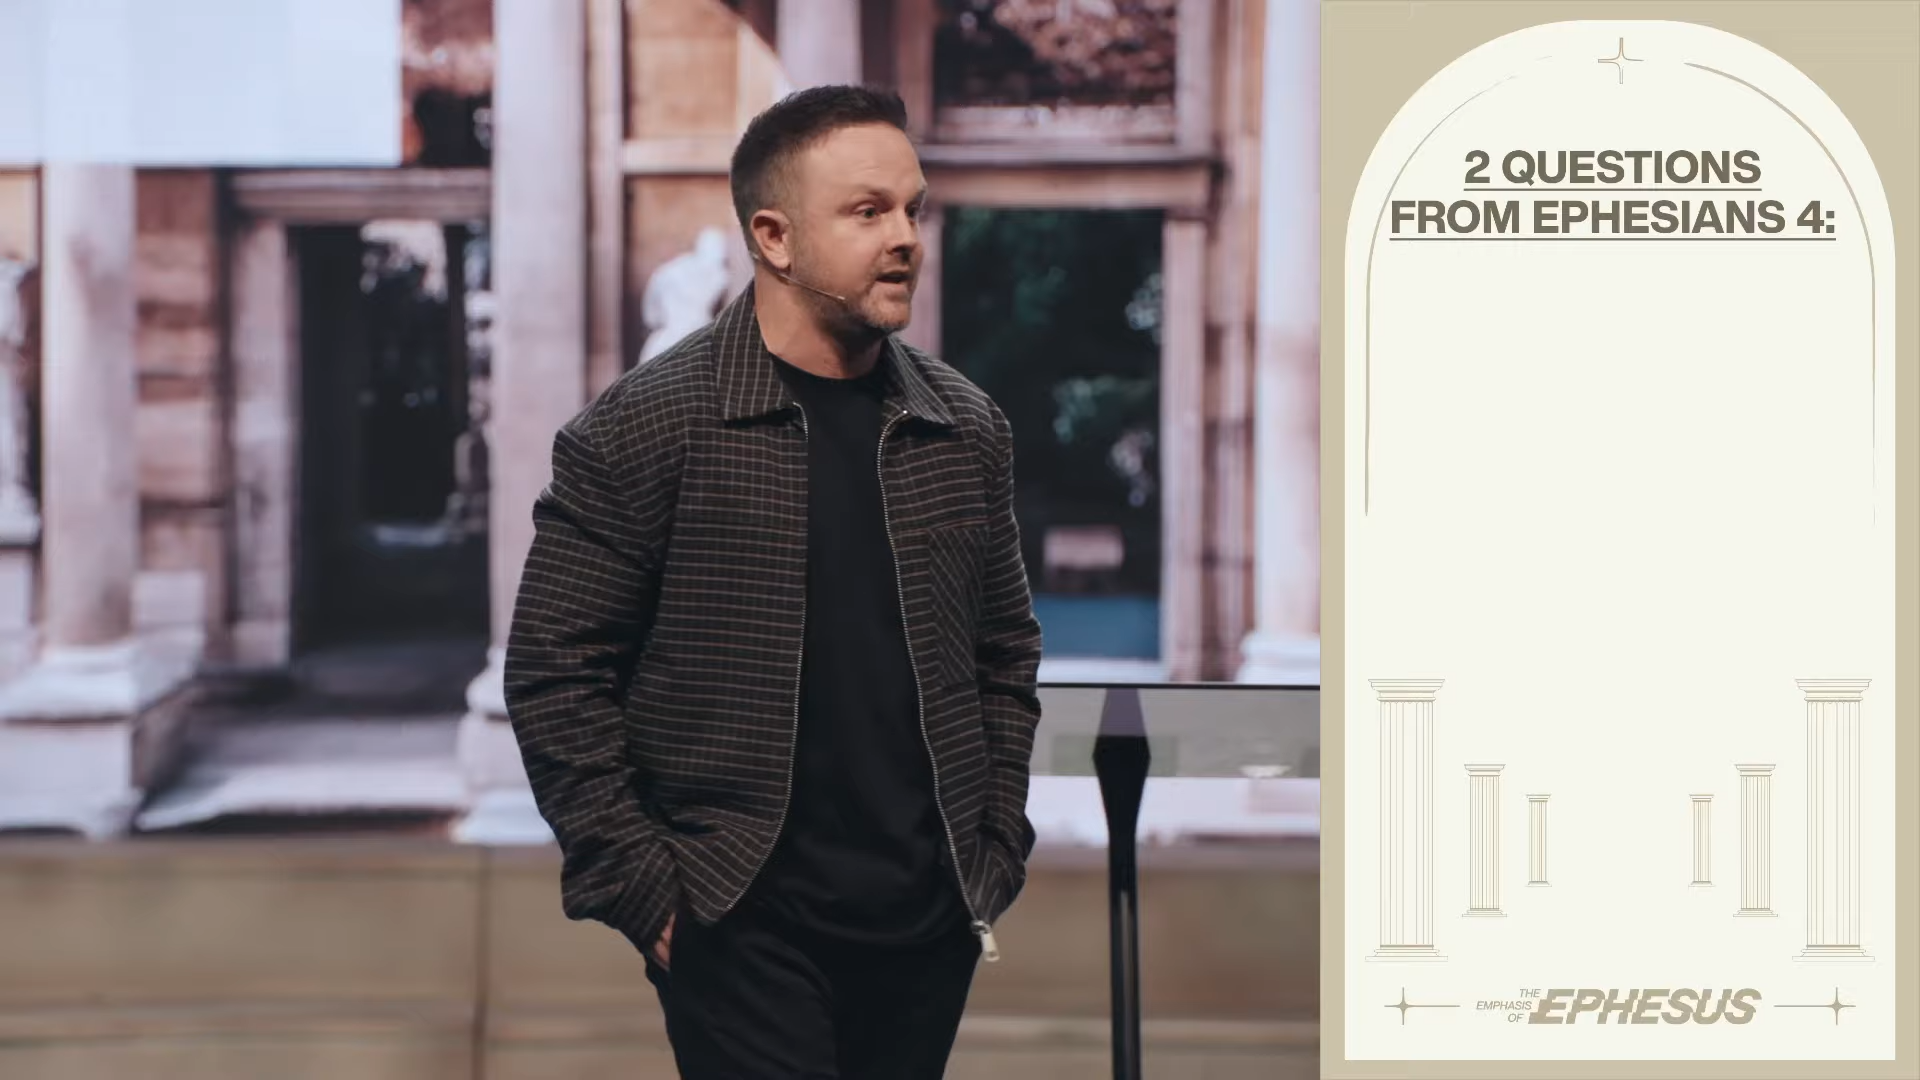 2 QUESTIONS
FROM EPHESIANS 4:
THE
EMPHASIS
OF
EPHESUS